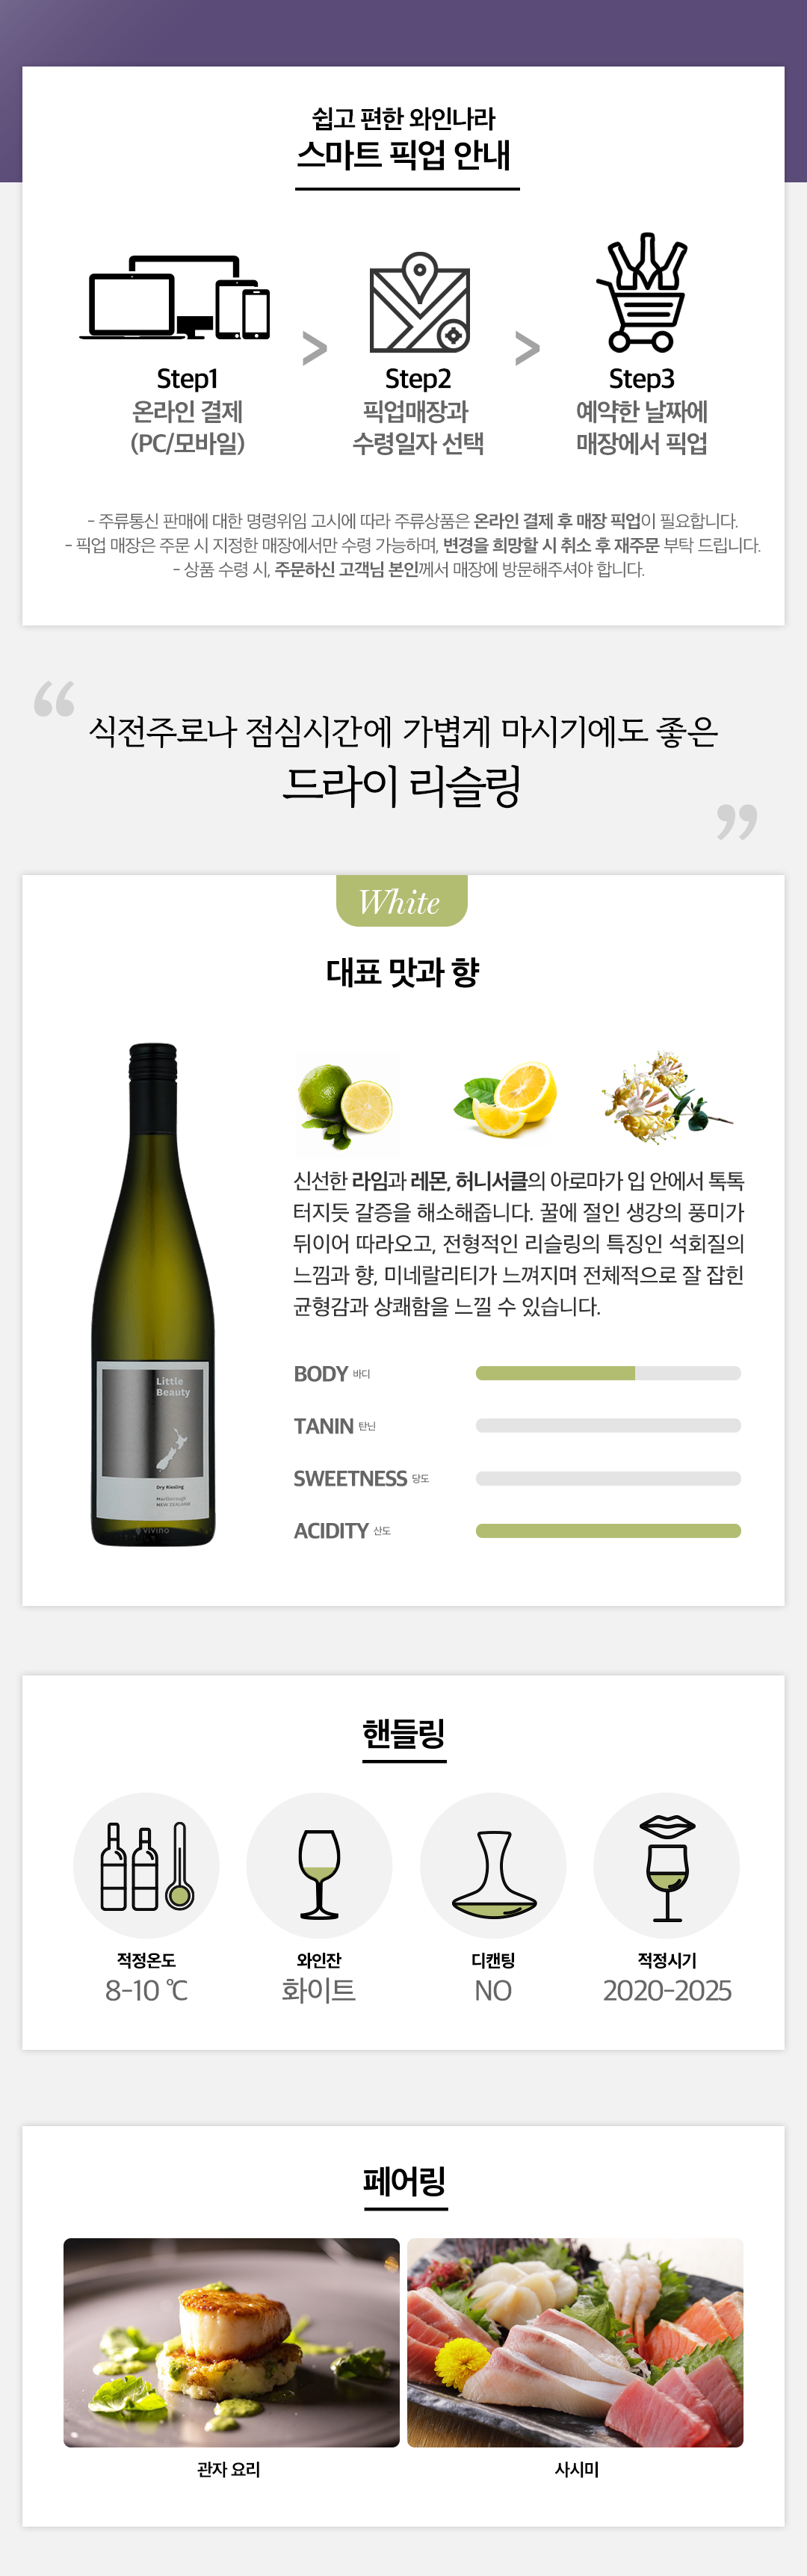 쉽고 편한 와인나라
스마트 픽업 안내
Step1
온라인 결제
(PC/모바일)
>
Step2
픽업매장과
수령일자 선택
>
Step3
예약한 날짜에
매장에서 픽업
- 주류통신 판매에 대한 명령위임 고시에 따라 주류상품은 온라인 결제 후 매장 픽업이 필요합니다.
- 픽업 매장은 주문 시 지정한 매장에서만 수령 가능하며, 변경을 희망할 시 취소 후 재주문 부탁 드립니다.
- 상품 수령 시, 주문하신 고객님 본인께서 매장에 방문해주셔야 합니다.
“
식전주로나 점심시간에 가볍게 마시기에도 좋은
드라이 리슬링
”
White
대표 맛과 향
신선한 라임과 레몬, 허니서클의 아로마가 입 안에서 톡톡
터지듯 갈증을 해소해줍니다. 꿀에 절인 생강의 풍미가
뒤이어 따라오고, 전형적인 리슬링의 특징인 석회질의
느낌과 향, 미네랄리티가 느껴지며 전체적으로 잘 잡힌
균형감과 상쾌함을 느낄 수 있습니다.
Little
Beauty
Dry Riesling
Marlborough
NEW ZEALAND
VIVINO
BODY 바디
TANIN 탄닌
SWEETNESS 당도
ACIDITY 산도
핸들링
적정온도
8-10 ℃
와인잔
화이트
디캔팅
NO
적정시기
2020-2025
페어링
관자 요리
사시미